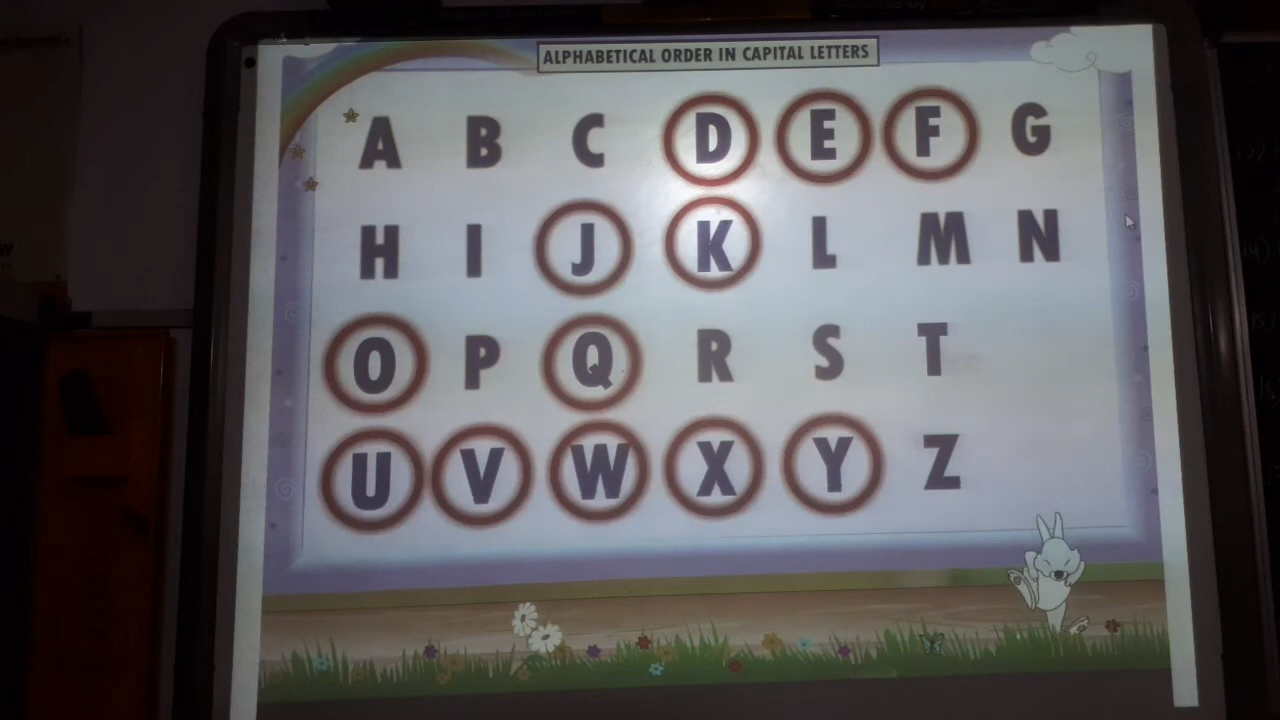 ALPHABETICAL ORDER IN CAPITAL LETTERS
A B C D E F G
H I J K L M N
O P Q R S T
U V W X Y Z